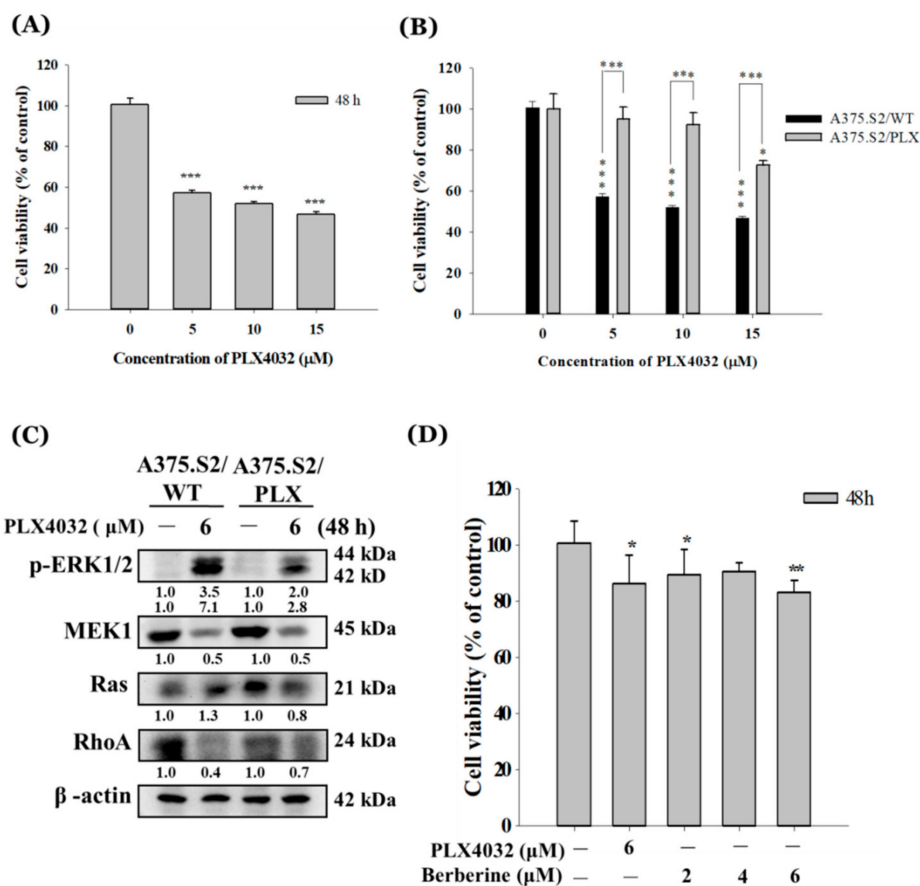 (A)
120
100
80
60
40
20
0
Cell viability (% of control)
48 h
***
***
***
0 5 10 15
Concentration of PLX4032 (μM)
(B)
120
100
80
60
40
20
0
Cell viability (% of control)
*** *** ***
*** *** *** *
A375.S2/WT
A375.S2/PLX
0 5 10 15
Concentration of PLX4032 (μM)
(C)
A375.S2/ A375.S2/
WT PLX
PLX4032 ( μM) — 6 — 6 (48 h)
p-ERK1/2 44 kDa
42 kD
1.0 3.5 1.0 2.0
1.0 7.1 1.0 2.8
MEK1 45 kDa
1.0 0.5 1.0 0.5
Ras 21 kDa
1.0 1.3 1.0 0.8
RhoA 24 kDa
1.0 0.4 1.0 0.7
β -actin 42 kDa
(D)
120
100
80
60
40
20
0
Cell viability (% of control)
48h
* * **
PLX4032 (μM) — 6 — — —
Berberine (μM) — — 2 4 6